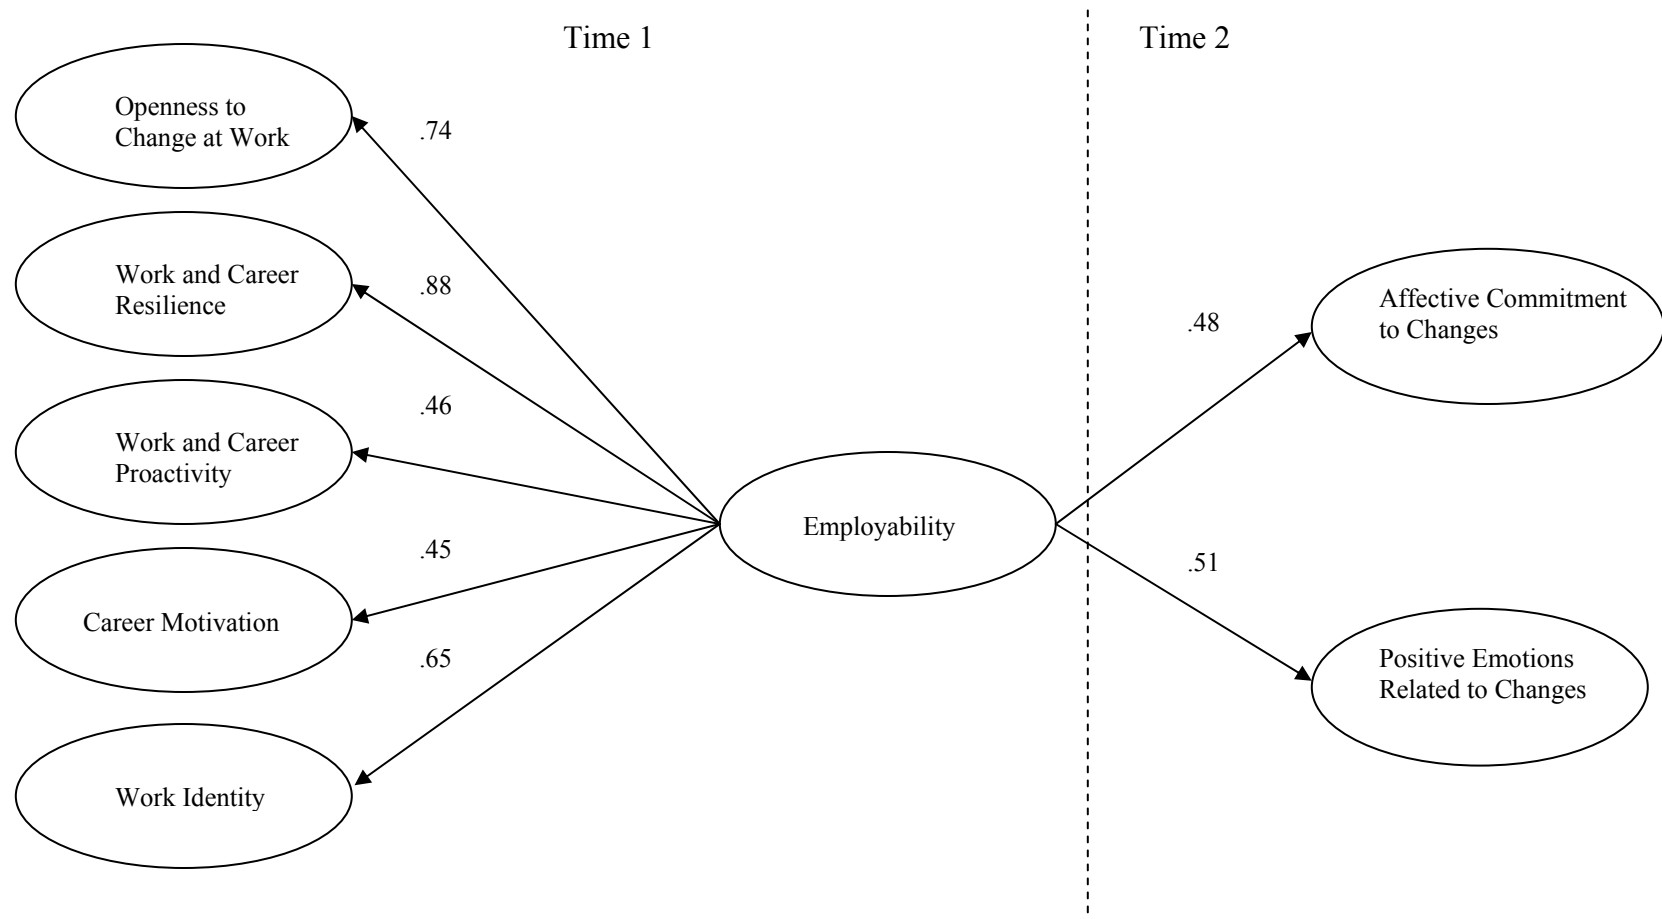 Time 1
Time 2
Openness to
Change at Work
.74
Work and Career
Resilience
.88
Work and Career
Proactivity
.46
Career Motivation
.45
Work Identity
.65
Employability
.48
Affective Commitment
to Changes
.51
Positive Emotions
Related to Changes